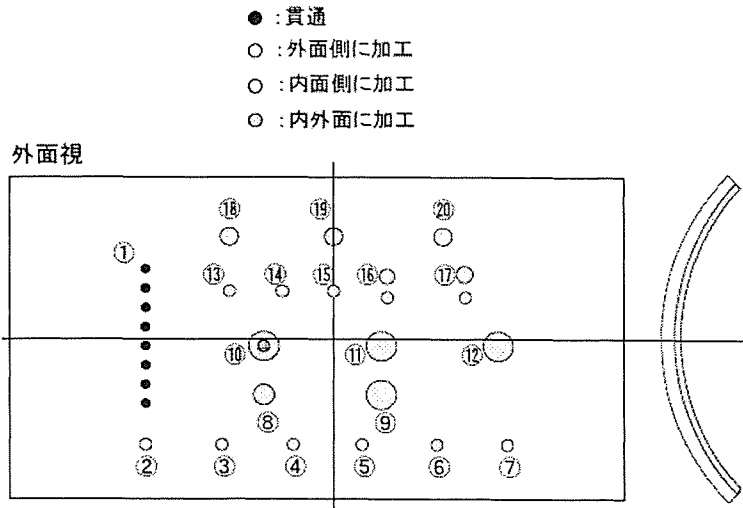 ● : 貫通
○ : 外面側に加工
○ : 内面側に加工
○ : 内外面に加工
外面視
⑱ ⑲ ⑳
①
⑬ ⑭ ⑮ ⑯ ⑰
⑩ ⑪ ⑫
⑧ ⑨
② ③ ④ ⑤ ⑥ ⑦